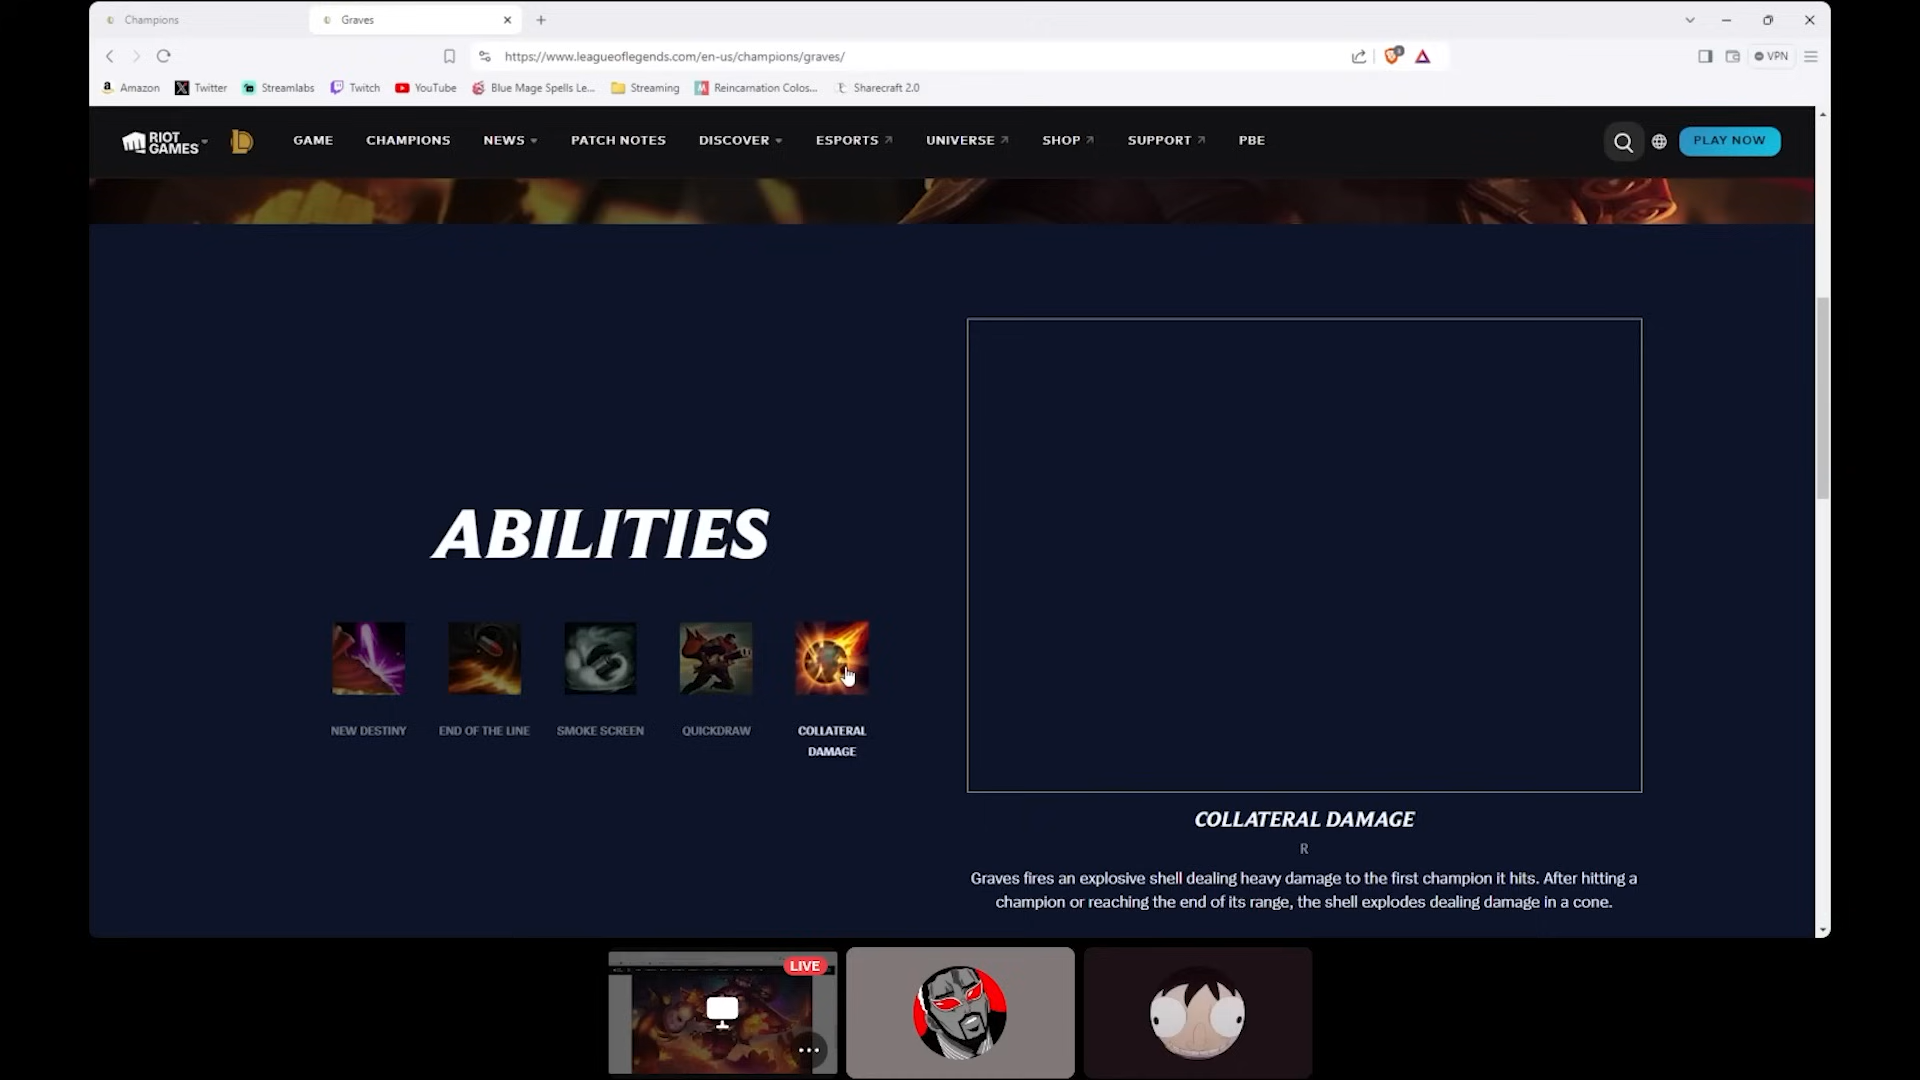 Champions
Graves
https://www.leagueoflegends.com/en-us/champions/graves/
VPN
Amazon Twitter Streamlabs Twitch YouTube Blue Mage Spells Le... Streaming Reincarnation Colos... Sharecraft 2.0
RIOT GAMES
GAME CHAMPIONS NEWS PATCH NOTES DISCOVER ESPORTS UNIVERSE SHOP SUPPORT PBE
PLAY NOW
ABILITIES
NEW DESTINY
END OF THE LINE
SMOKE SCREEN
QUICKDRAW
COLLATERAL
DAMAGE
COLLATERAL DAMAGE
R
Graves fires an explosive shell dealing heavy damage to the first champion it hits. After hitting a
champion or reaching the end of its range, the shell explodes dealing damage in a cone.
LIVE